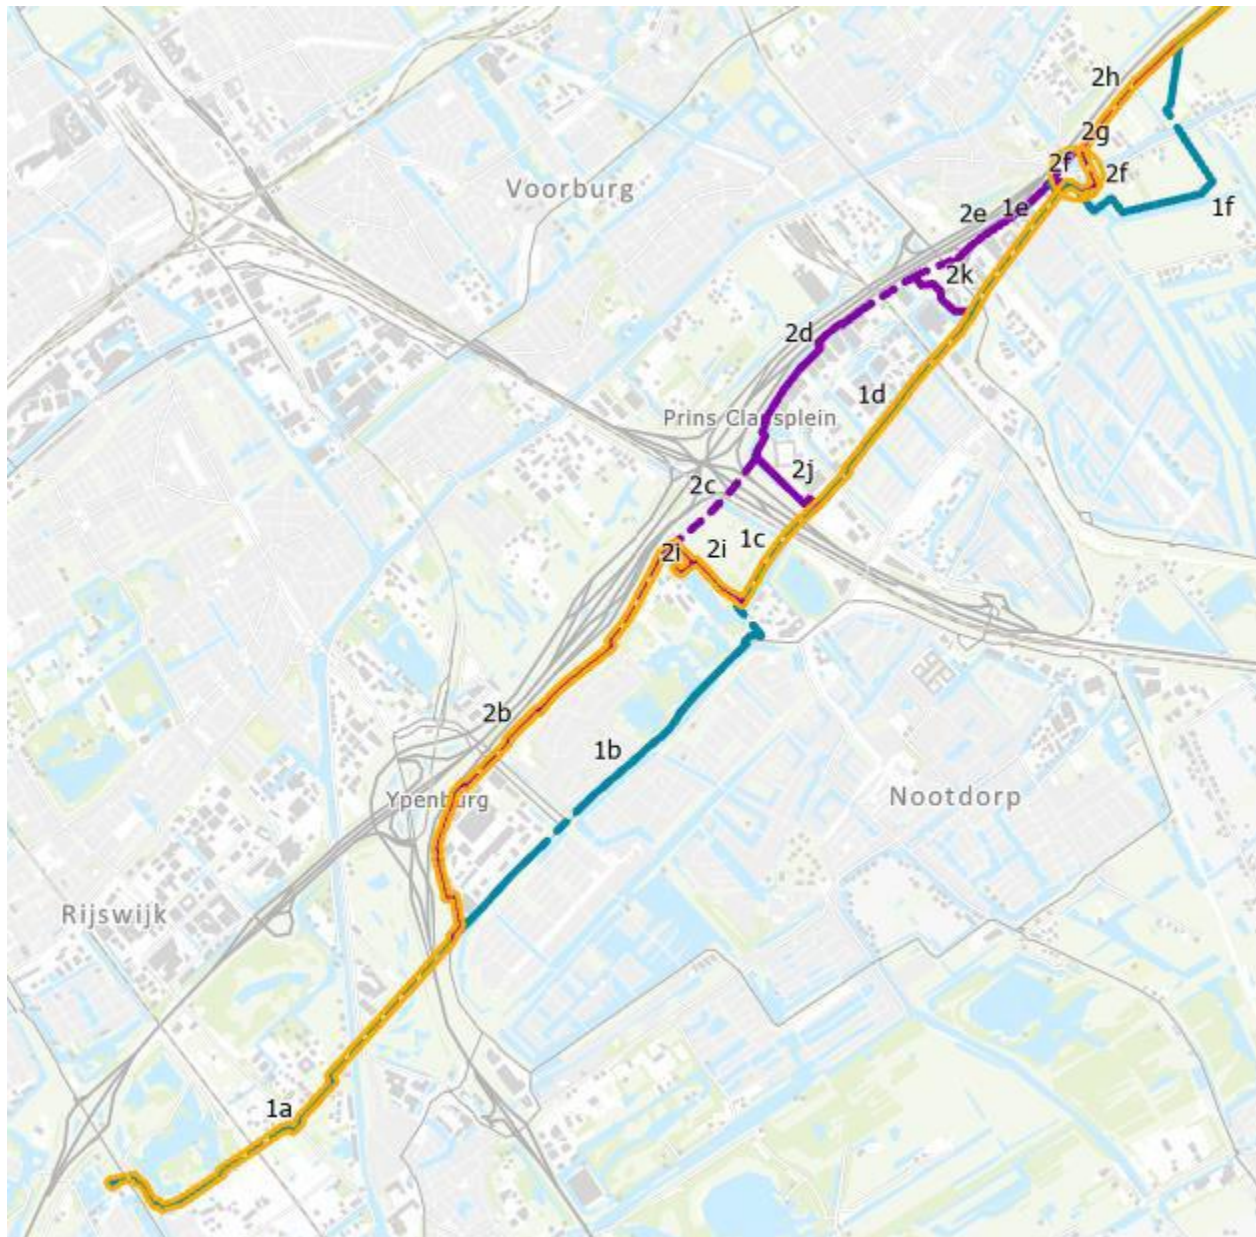 2h
2g
2f
2f
Voorburg
1f
2e
1e
2k
2d
1d
Prins Clausplein
2j
2c
1c
2i
2i
2b
1b
Ypenburg
Nootdorp
Rijswijk
1a